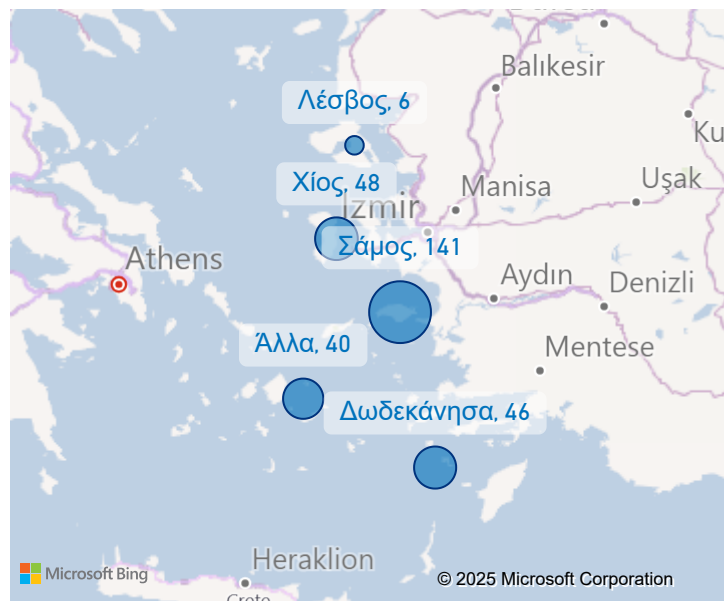 Balıkesir
Λέσβος, 6
Ku
Χίος, 48
Uşak
Manisa
İzmir
Σάμος, 141
Athens
Aydın
Denizli
Άλλα, 40
Mentese
Δωδεκάνησα, 46
Heraklion
Microsoft Bing
© 2025 Microsoft Corporation
Crete